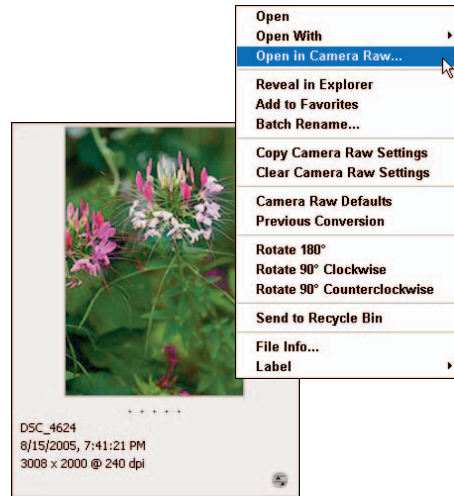 Open
Open With
Open in Camera Raw...
Reveal in Explorer
Add to Favorites
Batch Rename...
Copy Camera Raw Settings
Clear Camera Raw Settings
Camera Raw Defaults
Previous Conversion
Rotate 180°
Rotate 90° Clockwise
Rotate 90° Counterclockwise
Send to Recycle Bin
File Info...
Label
DSC_4624
8/15/2005, 7:41:21 PM
3008 x 2000 @ 240 dpi